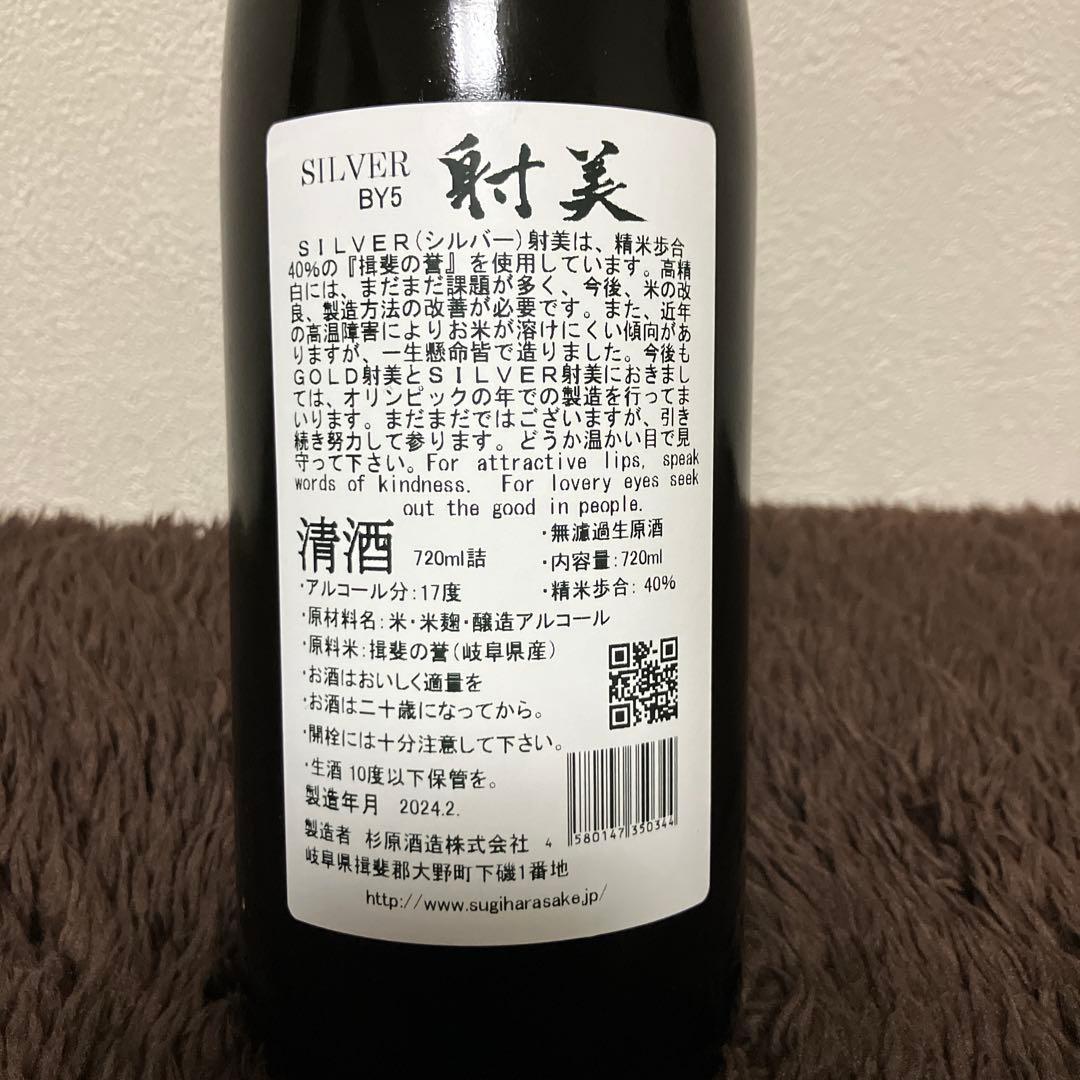 SILVER 射美
BY5
SILVER(シルバー)射美は、精米歩合
40%の『揖斐の誉』を使用しています。高精
白には、まだまだ課題が多く、今後、米の改
良、製造方法の改善が必要です。また、近年
の高温障害によりお米が溶けにくい傾向があ
りますが、一生懸命皆で造りました。今後も
GOLD射美とSILVER射美におきまし
ては、オリンピックの年での製造を行ってま
いります。まだまだではございますが、引き
続き努力して参ります。どうか温かい目で見
守って下さい。For attractive lips, speak
words of kindness. For lovery eyes seek
out the good in people.
清酒 720ml詰
・無濾過生原酒
・内容量:720ml
・アルコール分:17度 ・精米歩合: 40%
・原材料名:米・米麹・醸造アルコール
・原料米:揖斐の誉(岐阜県産)
・お酒はおいしく適量を
・お酒は二十歳になってから。
・開栓には十分注意して下さい。
・生酒 10度以下保管を。
製造年月 2024.2.
製造者 杉原酒造株式会社
4 580147 350344
岐阜県揖斐郡大野町下磯1番地
http://www.sugiharasake.jp/